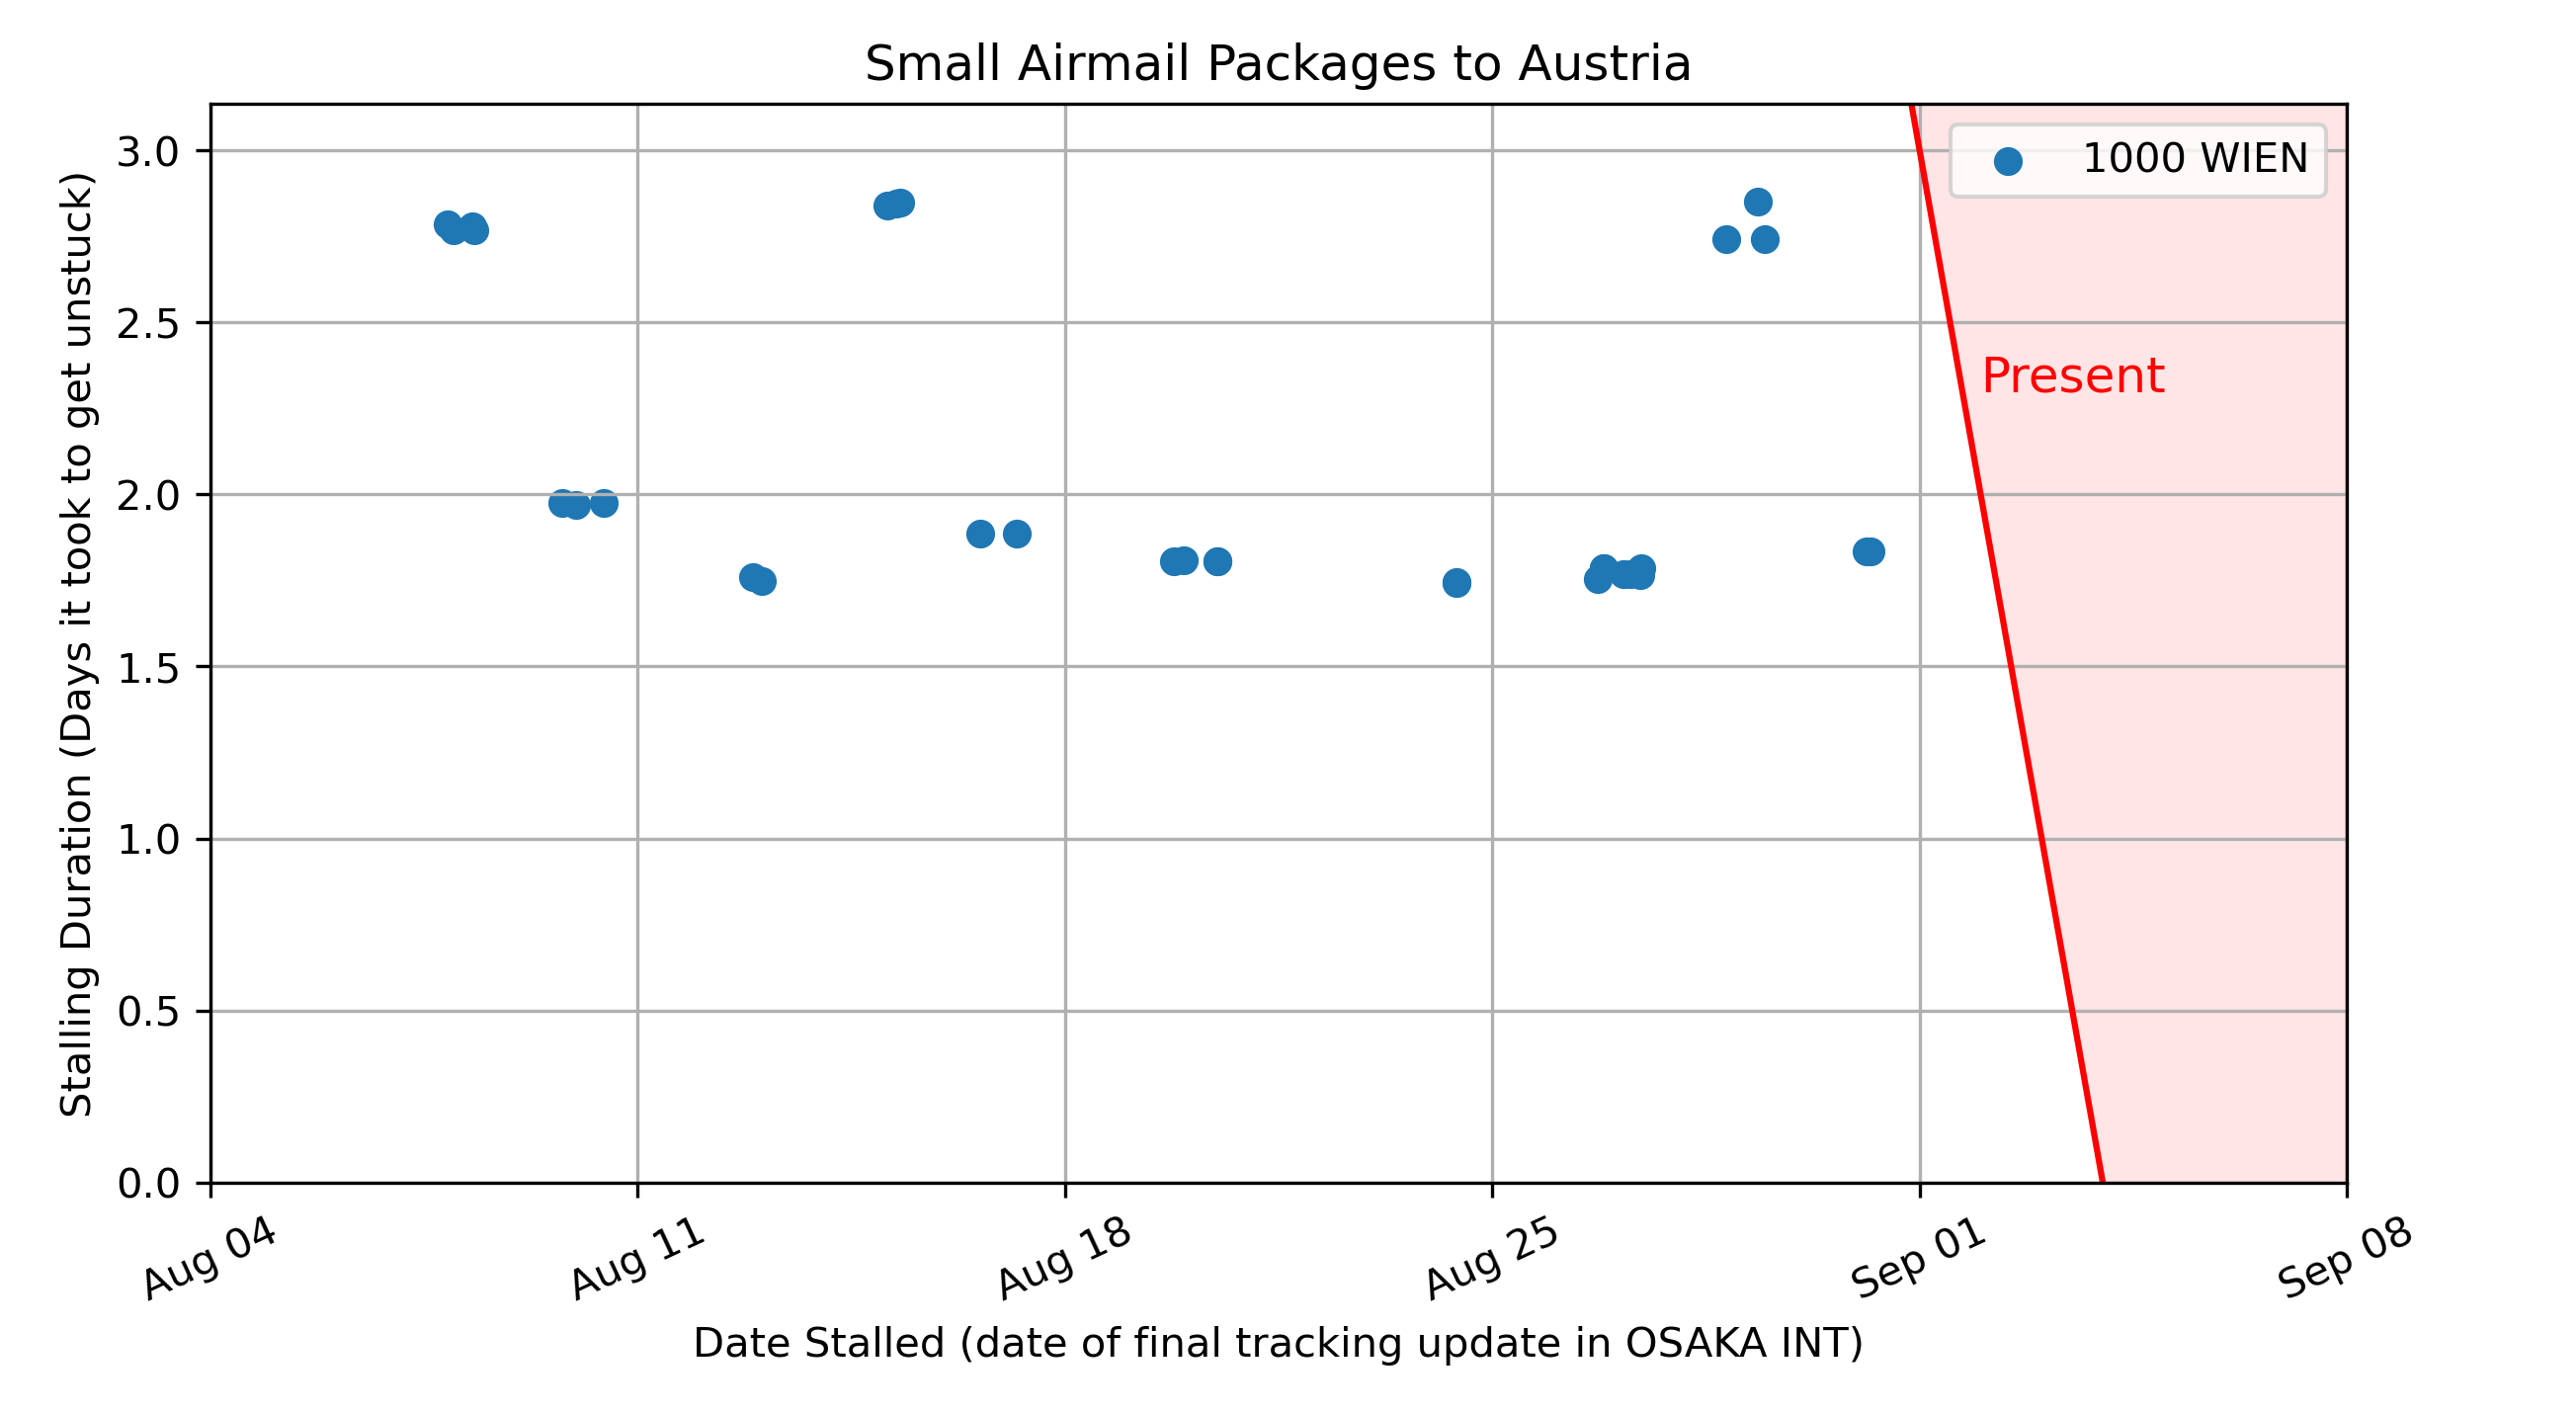 Small Airmail Packages to Austria
Stalling Duration (Days it took to get unstuck)
3.0
2.5
2.0
1.5
1.0
0.5
0.0
1000 WIEN
Present
Aug 04
Aug 11
Aug 18
Aug 25
Sep 01
Sep 08
Date Stalled (date of final tracking update in OSAKA INT)